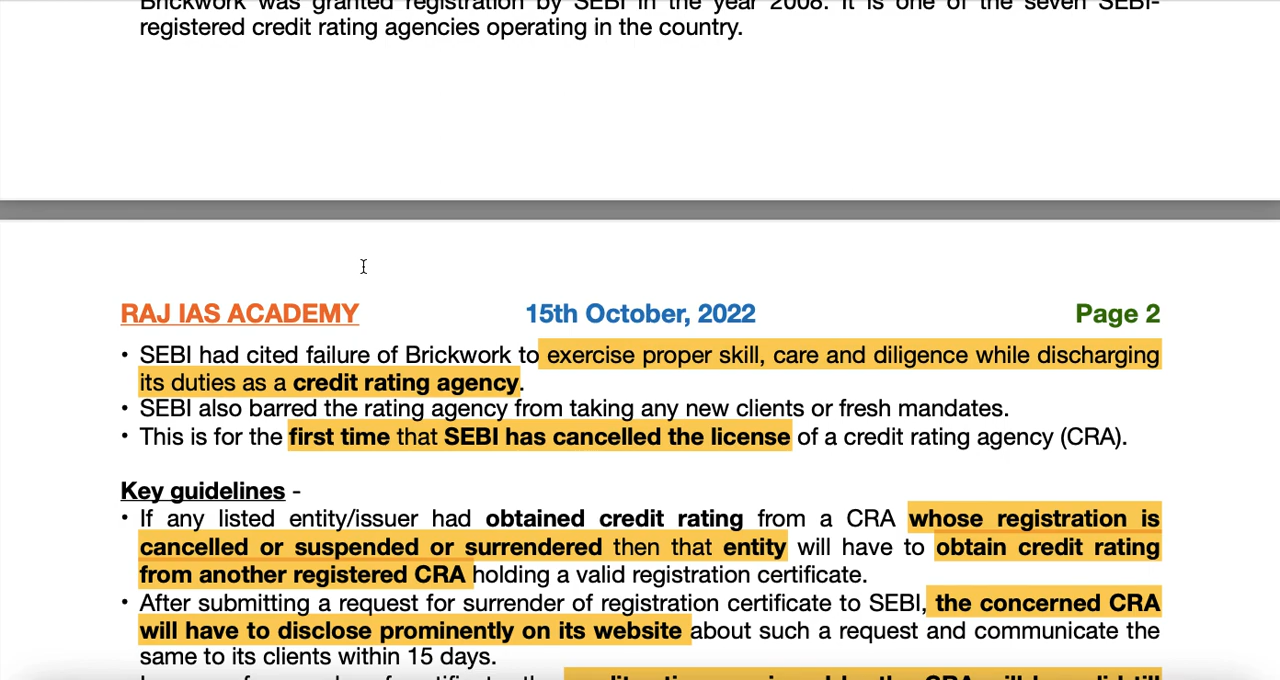 Brickwork was granted registration by SEBI in the year 2008. It is one of the seven SEBI-
registered credit rating agencies operating in the country.
RAJ IAS ACADEMY 15th October, 2022 Page 2
• SEBI had cited failure of Brickwork to exercise proper skill, care and diligence while discharging
its duties as a credit rating agency.
• SEBI also barred the rating agency from taking any new clients or fresh mandates.
• This is for the first time that SEBI has cancelled the license of a credit rating agency (CRA).
Key guidelines -
• If any listed entity/issuer had obtained credit rating from a CRA whose registration is
cancelled or suspended or surrendered then that entity will have to obtain credit rating
from another registered CRA holding a valid registration certificate.
• After submitting a request for surrender of registration certificate to SEBI, the concerned CRA
will have to disclose prominently on its website about such a request and communicate the
same to its clients within 15 days.